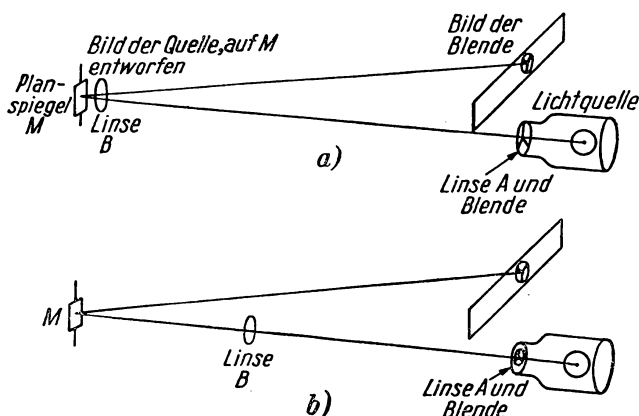 Bild der Quelle, auf M
entworfen
Plan-
spiegel
M
Linse
B
Bild der
Blende
Lichtquelle
Linse A und
Blende
a)
M
Linse
B
Linse A und
Blende
b)